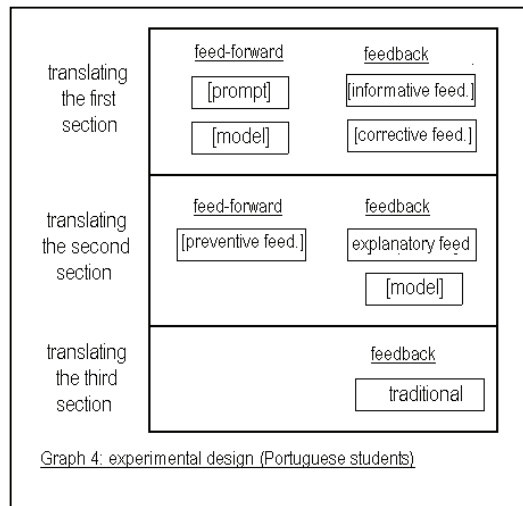 translating
the first
section
feed-forward
[prompt]
[model]
feedback
[informative feed.]
[corrective feed.]
translating
the second
section
feed-forward
[preventive feed.]
feedback
explanatory feed
[model]
translating
the third
section
feedback
traditional
Graph 4: experimental design (Portuguese students)